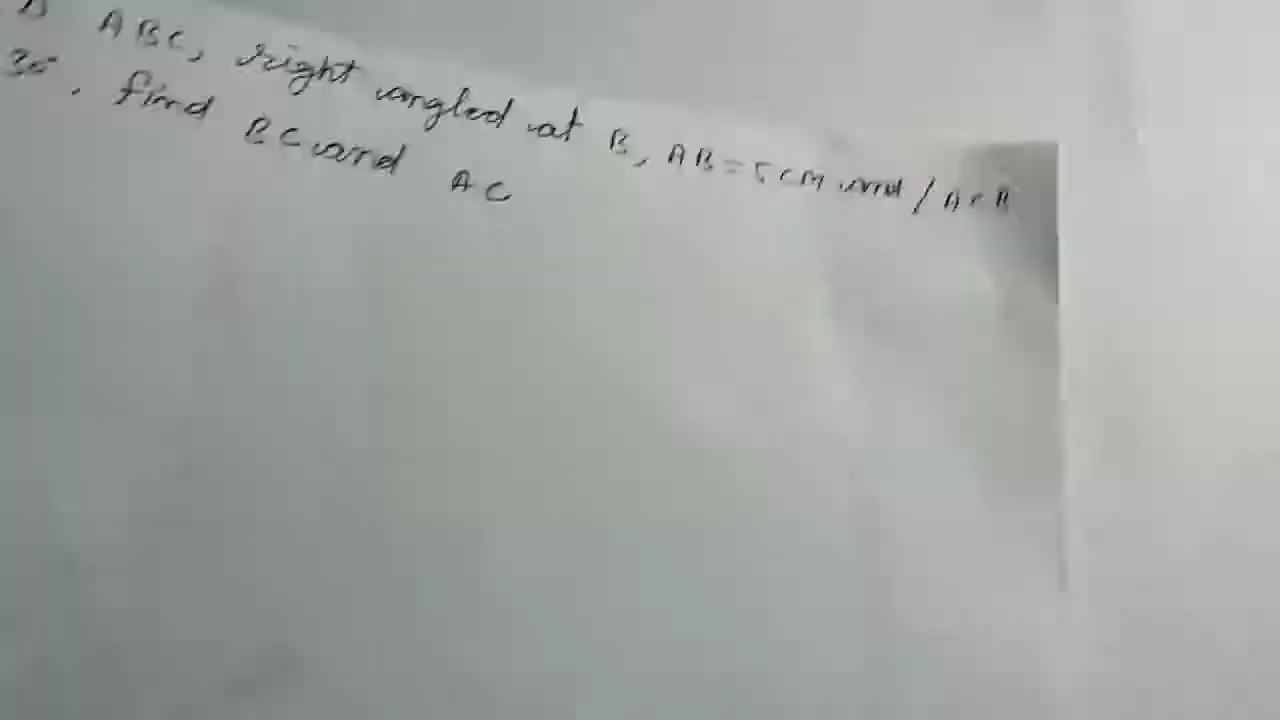 Δ ABC, right angled at B, AB = 5 CM and ∠ACB
30°. find BC and AC